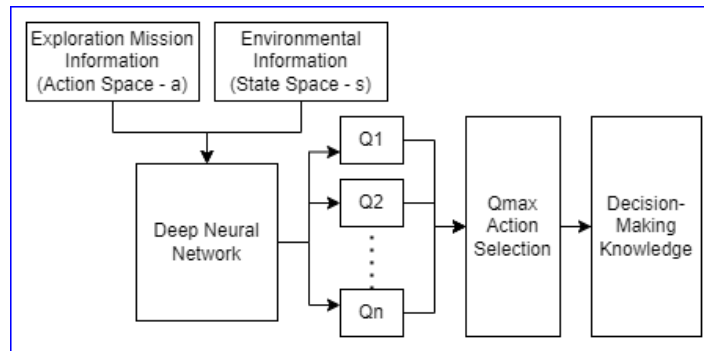 Exploration Mission
Information
(Action Space - a)
Environmental
Information
(State Space - s)
Deep Neural
Network
Q1
Q2
Qn
Qmax
Action
Selection
Decision-
Making
Knowledge